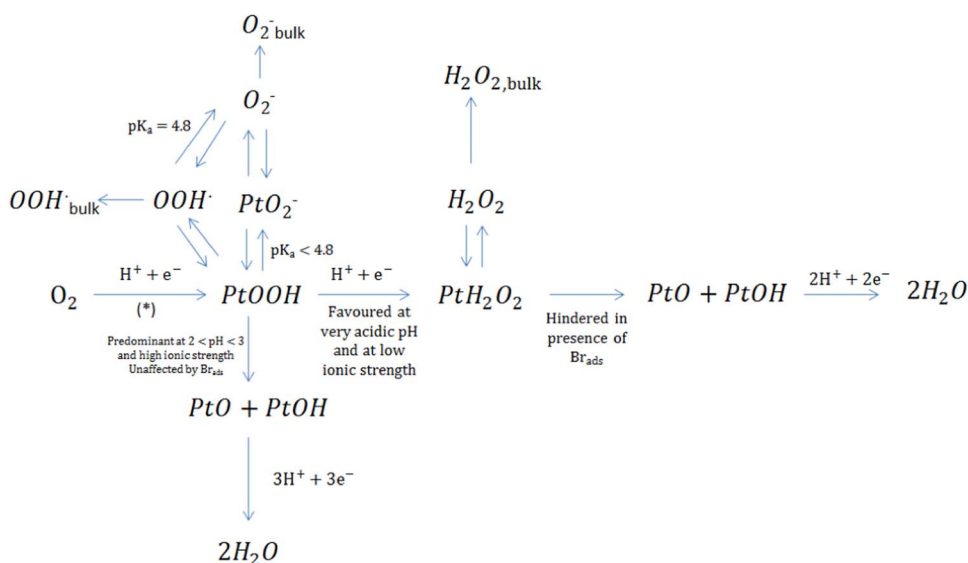 O₂⁻ bulk
O₂⁻
H₂O₂,bulk
pKₐ = 4.8
OOH· bulk
OOH·
PtO₂⁻
H₂O₂
pKₐ < 4.8
O₂
H⁺ + e⁻
(*)
PtOOH
H⁺ + e⁻
PtH₂O₂
PtO + PtOH
2H⁺ + 2e⁻
2H₂O
Predominant at 2 < pH < 3
and high ionic strength
Unaffected by Br_ads
Favoured at
very acidic pH
and at low
ionic strength
Hindered in
presence of
Br_ads
PtO + PtOH
3H⁺ + 3e⁻
2H₂O